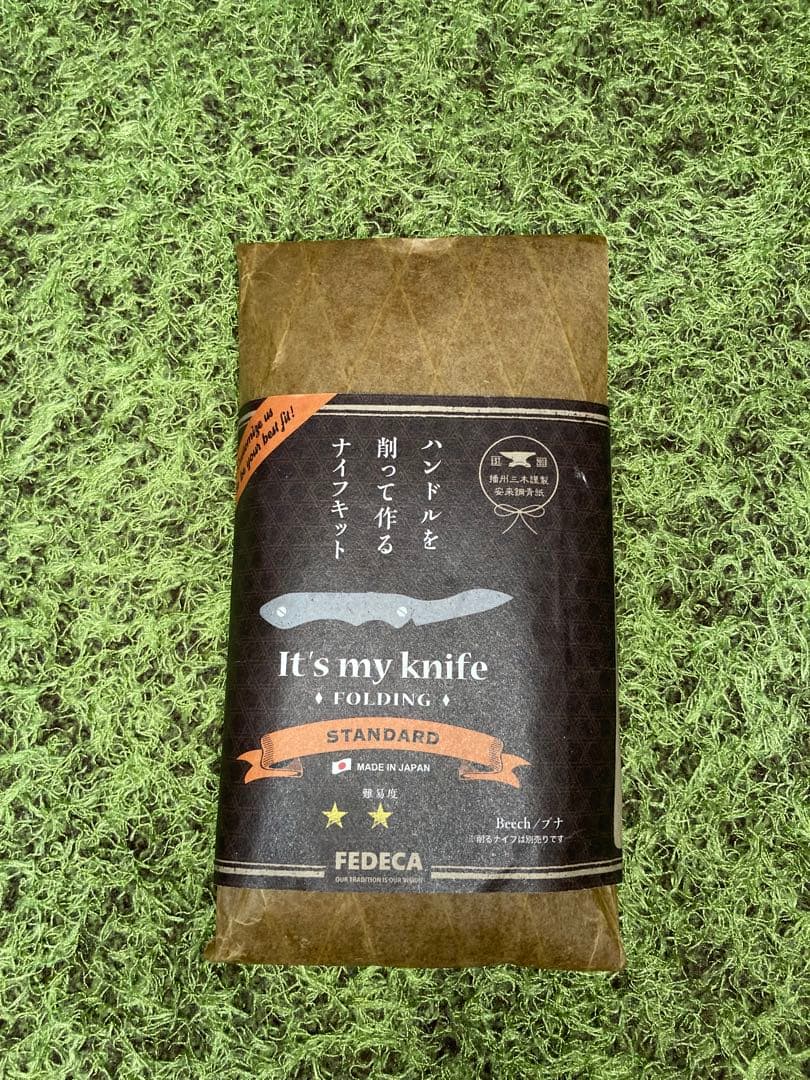 your best fit!
ハンドルを
削って作る
ナイフキット
播州三木謹製
安来鋼青紙
It's my knife
FOLDING
STANDARD
MADE IN JAPAN
難易度
Beech/ブナ
※削るナイフは別売りです
FEDECA
OUR TRADITION IS OUR VISION